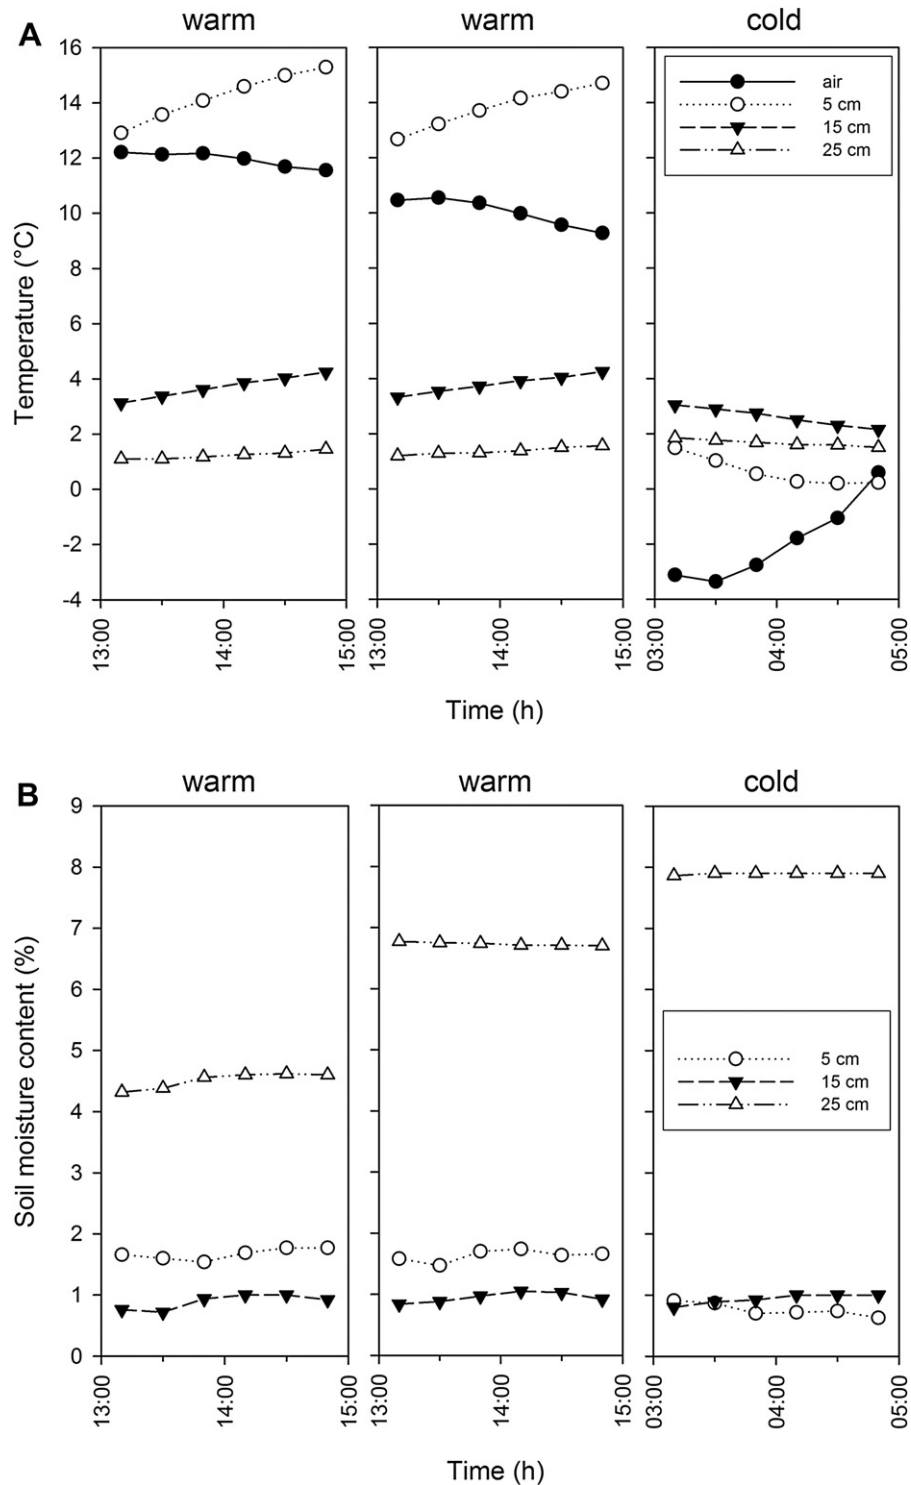 A
warm
warm
cold
16
14
12
10
8
6
4
2
0
-2
-4
Temperature (°C)
air
5 cm
15 cm
25 cm
13:00
14:00
15:00
13:00
14:00
15:00
03:00
04:00
05:00
Time (h)
B
warm
warm
cold
9
8
7
6
5
4
3
2
1
0
Soil moisture content (%)
5 cm
15 cm
25 cm
13:00
14:00
15:00
13:00
14:00
15:00
03:00
04:00
05:00
Time (h)